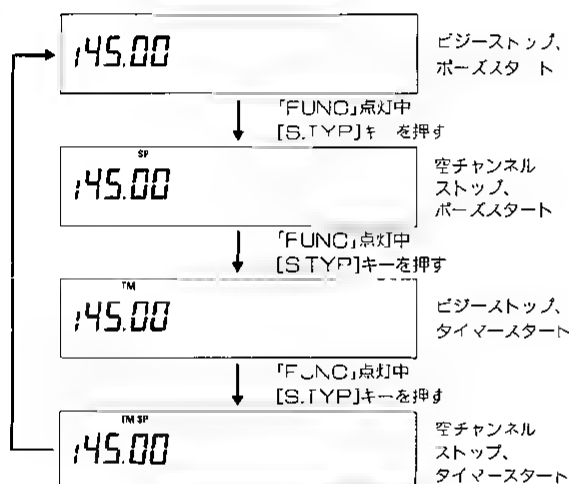 145.00
ビジーストップ、
ポーズスタート
「FUNC」点灯中
[S.TYP]キーを押す
SP
145.00
空チャンネル
ストップ、
ポーズスタート
「FUNC」点灯中
[S.TYP]キーを押す
TM
145.00
ビジーストップ、
タイマースタート
「FUNC」点灯中
[S.TYP]キーを押す
TM SP
145.00
空チャンネル
ストップ、
タイマースタート